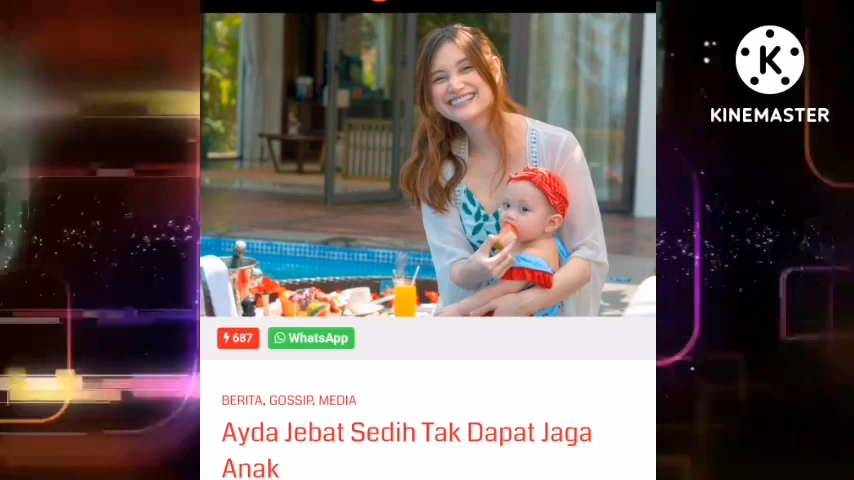 KINEMASTER
687
WhatsApp
BERITA, GOSSIP, MEDIA
Ayda Jebat Sedih Tak Dapat Jaga
Anak